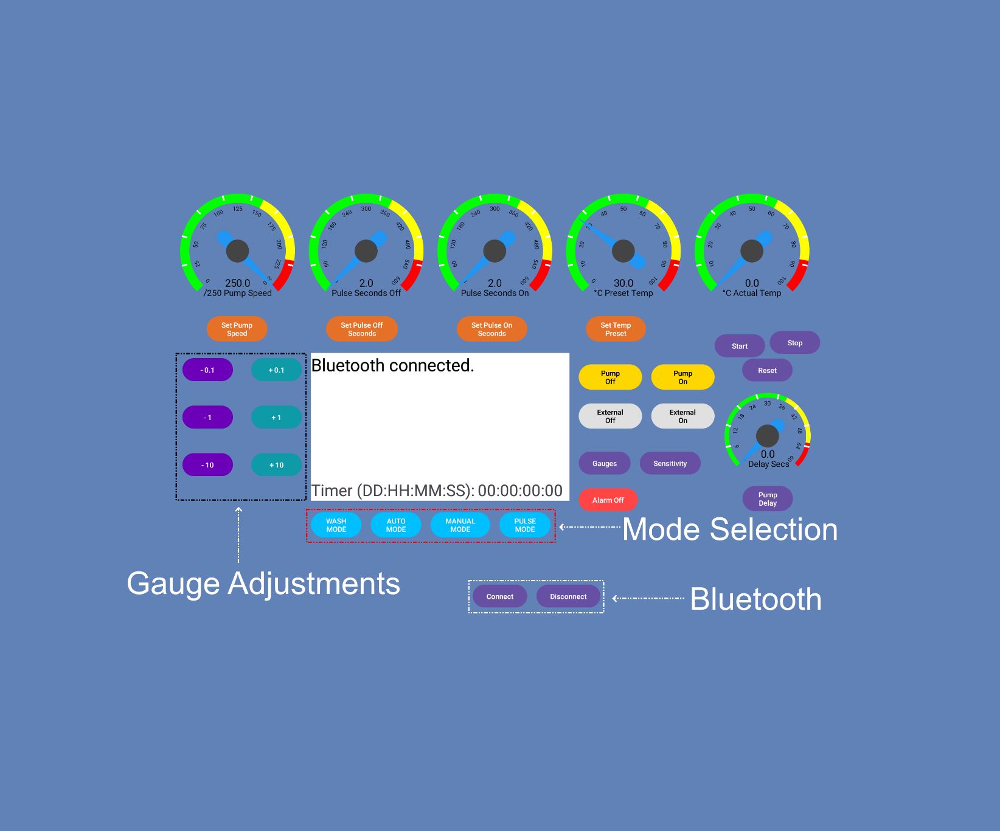 0
25
50
75
100
125
150
175
200
225
250.0
/250 Pump Speed
60
120
180
240
300
360
420
480
540
600
2.0
Pulse Seconds Off
60
120
180
240
300
360
420
480
540
600
2.0
Pulse Seconds On
0
10
20
40
50
60
70
80
90
100
30.0
°C Preset Temp
10
20
30
40
50
60
70
80
90
100
0.0
°C Actual Temp
Set Pump
Speed
Set Pulse Off
Seconds
Set Pulse On
Seconds
Set Temp
Preset
Start
Stop
Reset
- 0.1
+ 0.1
- 1
+ 1
- 10
+ 10
Bluetooth connected.
Timer (DD:HH:MM:SS): 00:00:00:00
Pump
Off
Pump
On
External
Off
External
On
Gauges
Sensitivity
Alarm Off
6
12
18
24
30
36
42
48
54
60
0.0
Delay Secs
Pump
Delay
WASH
MODE
AUTO
MODE
MANUAL
MODE
PULSE
MODE
Mode Selection
Gauge Adjustments
Connect
Disconnect
Bluetooth